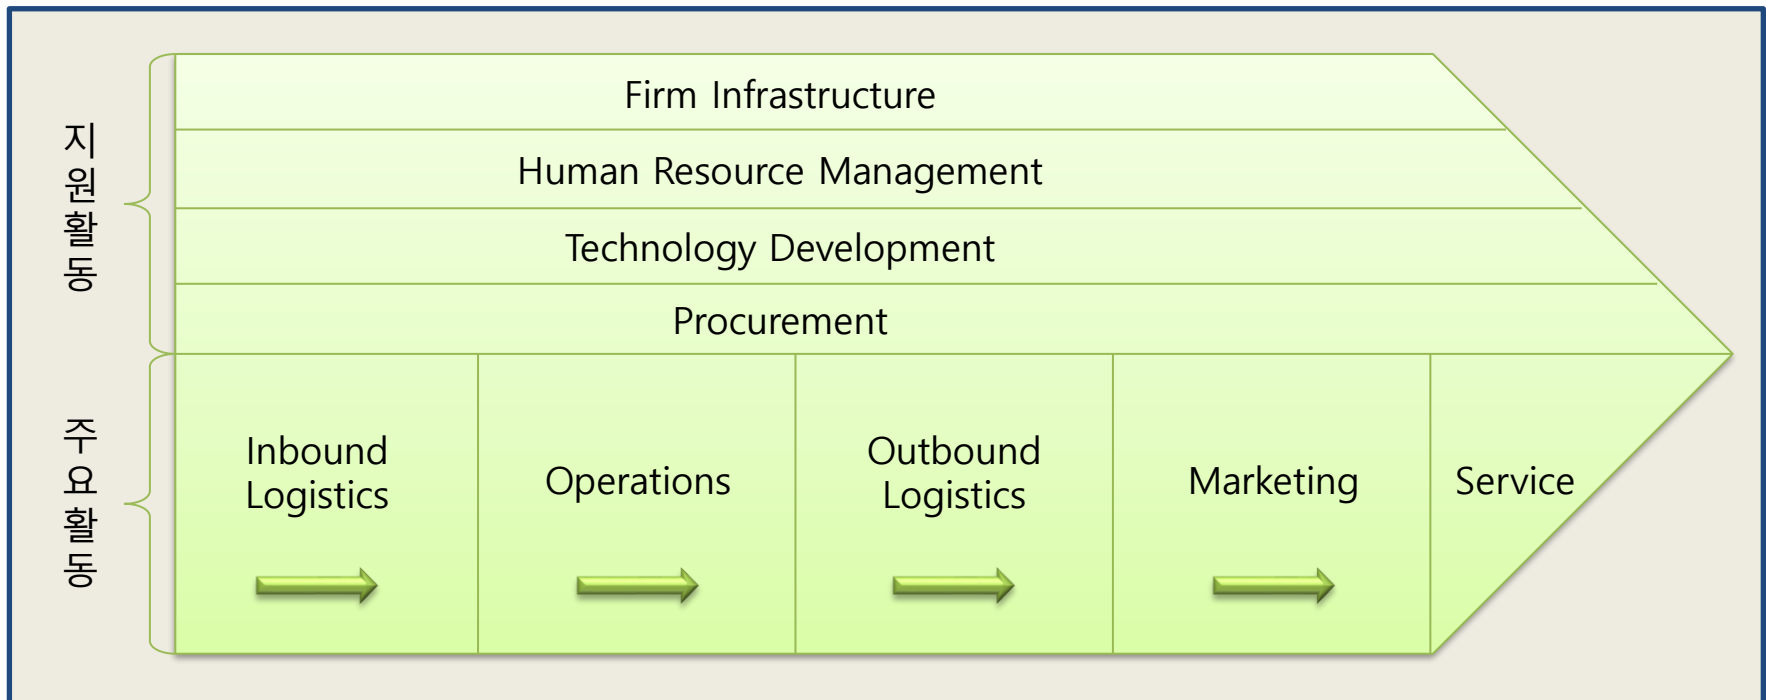 지원활동
Firm Infrastructure
Human Resource Management
Technology Development
Procurement
주요활동
Inbound
Logistics
Operations
Outbound
Logistics
Marketing
Service